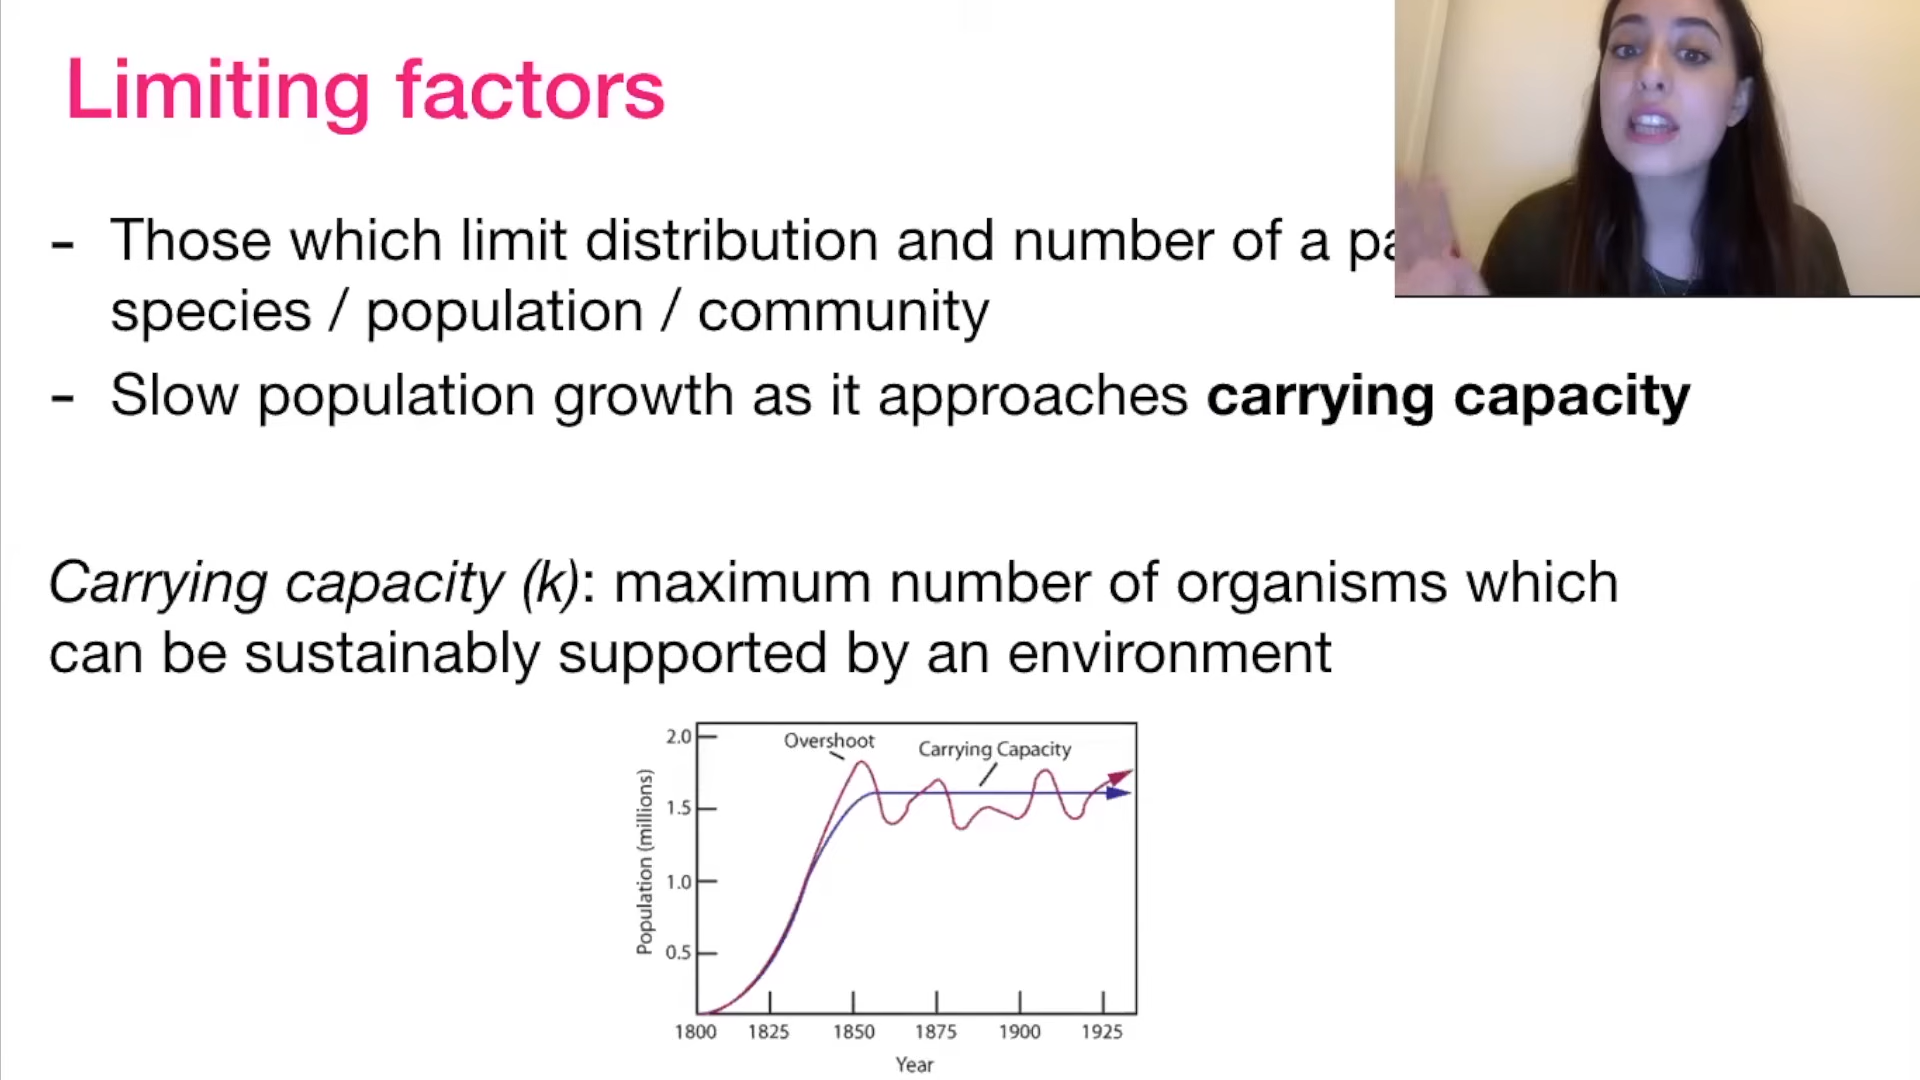 Limiting factors
- Those which limit distribution and number of a
species / population / community
- Slow population growth as it approaches carrying capacity
Carrying capacity (k): maximum number of organisms which
can be sustainably supported by an environment
2.0
Overshoot
Carrying Capacity
1.5
1.0
0.5
Population (millions)
1800 1825 1850 1875 1900 1925
Year